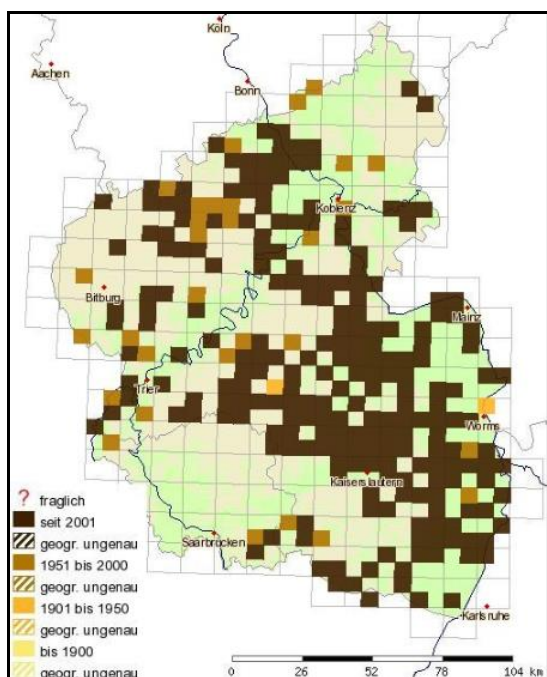 Köln
Aachen
Bonn
Koblenz
Bitburg
Mainz
Trier
Worms
Kaiserslautern
Saarbrücken
Karlsruhe
? fraglich
seit 2001
geogr. ungenau
1951 bis 2000
geogr. ungenau
1901 bis 1950
geogr. ungenau
bis 1900
geogr. ungenau
0 26 52 78 104 km